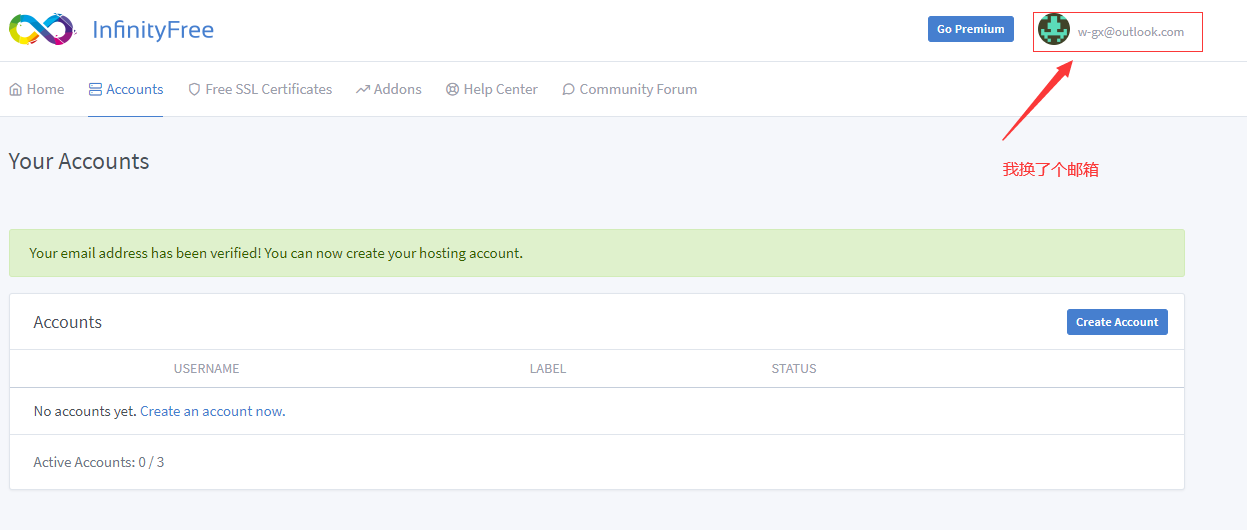 InfinityFree
Go Premium
w-gx@outlook.com
Home
Accounts
Free SSL Certificates
Addons
Help Center
Community Forum
我换了个邮箱
Your Accounts
Your email address has been verified! You can now create your hosting account.
Accounts
Create Account
USERNAME
LABEL
STATUS
No accounts yet. Create an account now.
Active Accounts: 0 / 3